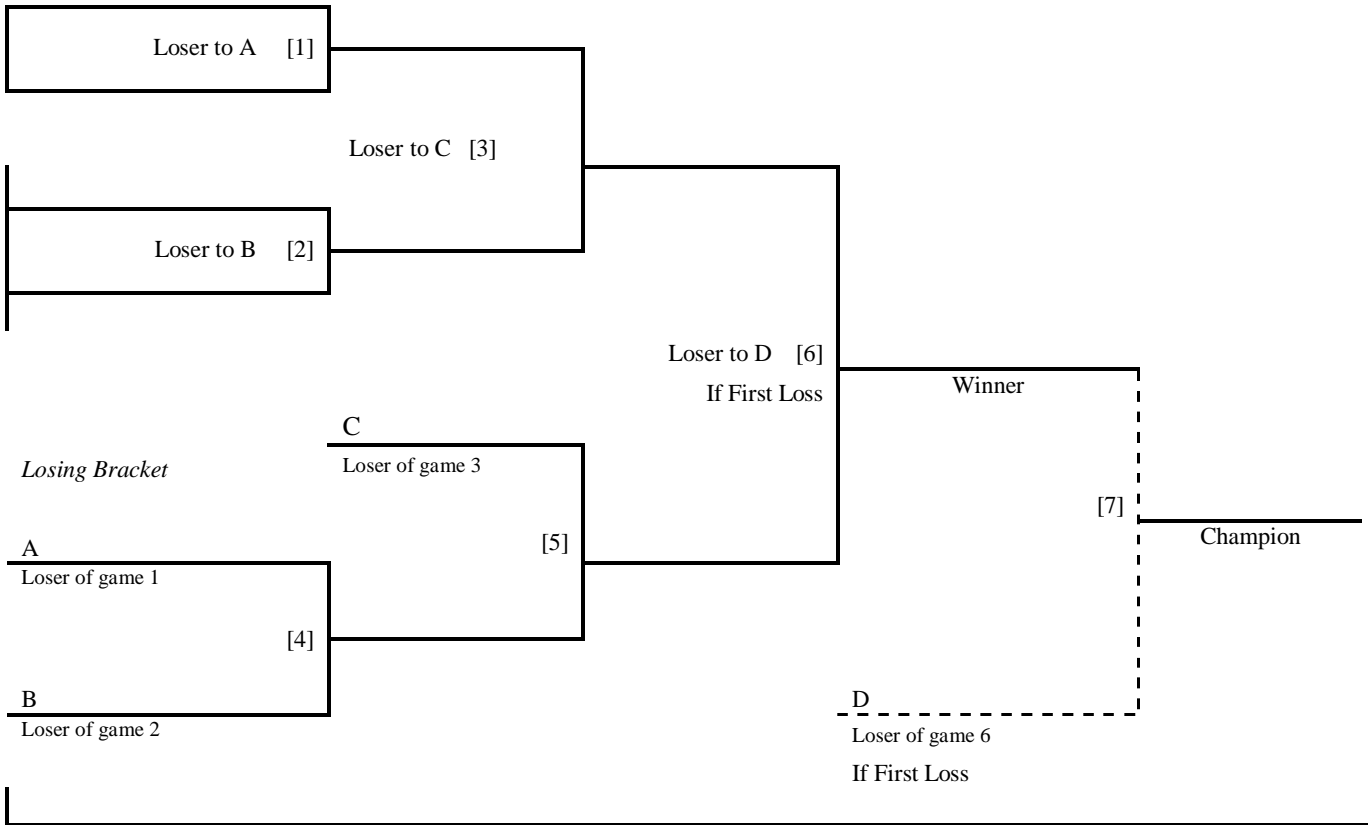 Loser to A [1]
Loser to C [3]
Loser to B [2]
Loser to D [6]
If First Loss
Winner
C
Loser of game 3
Losing Bracket
[7]
Champion
[5]
A
Loser of game 1
[4]
B
Loser of game 2
D
Loser of game 6
If First Loss